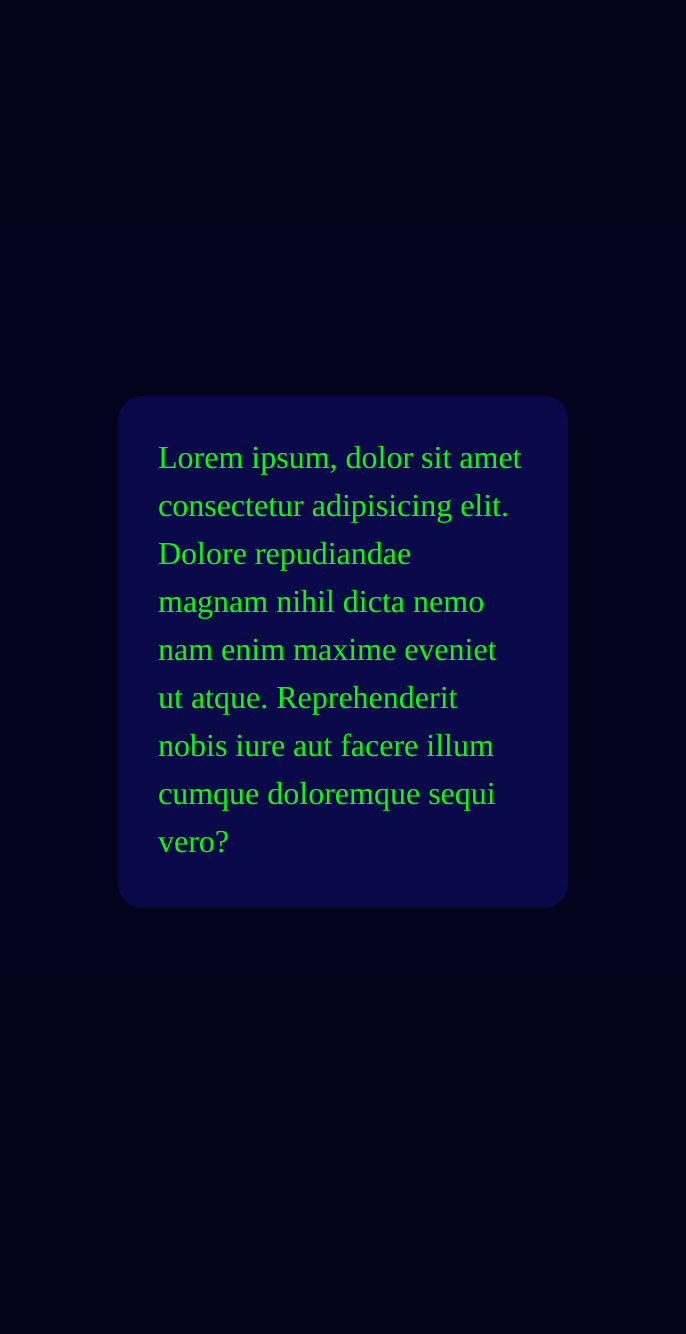 Lorem ipsum, dolor sit amet
consectetur adipisicing elit.
Dolore repudiandae
magnam nihil dicta nemo
nam enim maxime eveniet
ut atque. Reprehenderit
nobis iure aut facere illum
cumque doloremque sequi
vero?